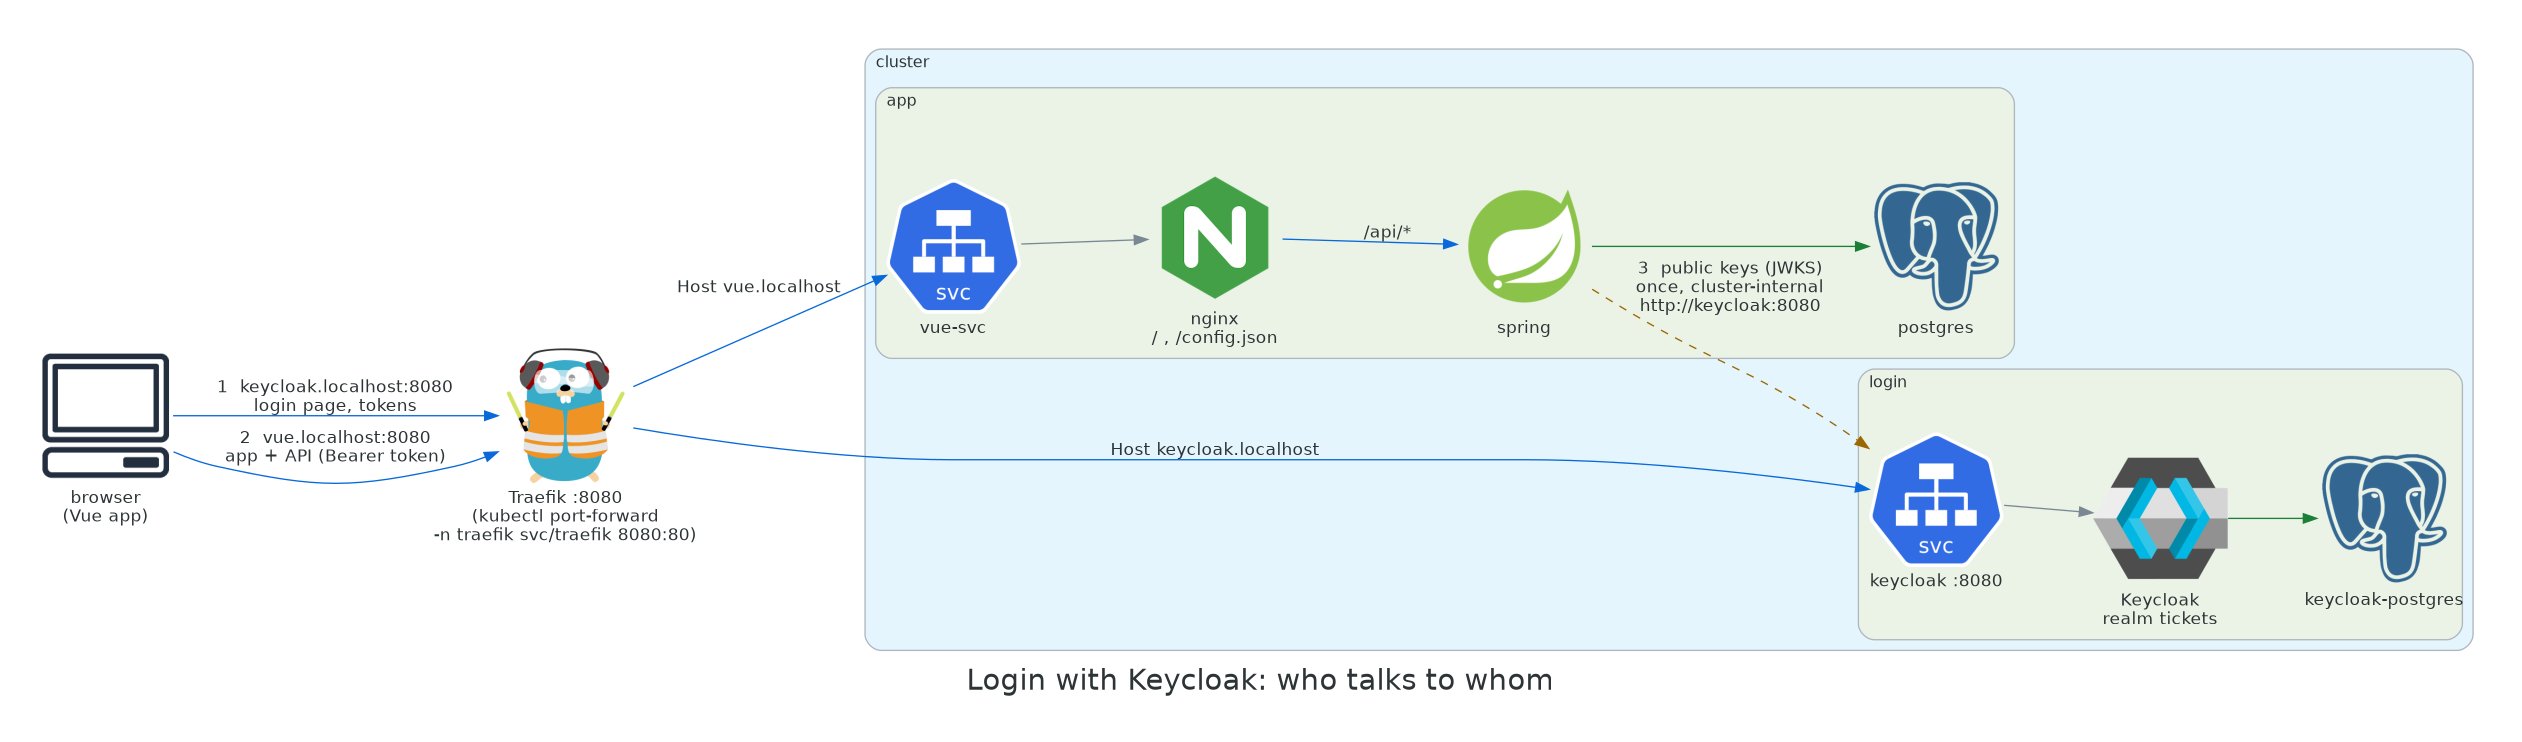 cluster
app
svc
vue-svc
nginx
/ , /config.json
/api/*
spring
3  public keys (JWKS)
once, cluster-internal
http://keycloak:8080
postgres
Host vue.localhost
1  keycloak.localhost:8080
login page, tokens
2  vue.localhost:8080
app + API (Bearer token)
browser
(Vue app)
Traefik :8080
(kubectl port-forward
-n traefik svc/traefik 8080:80)
Host keycloak.localhost
login
svc
keycloak :8080
Keycloak
realm tickets
keycloak-postgres
Login with Keycloak: who talks to whom